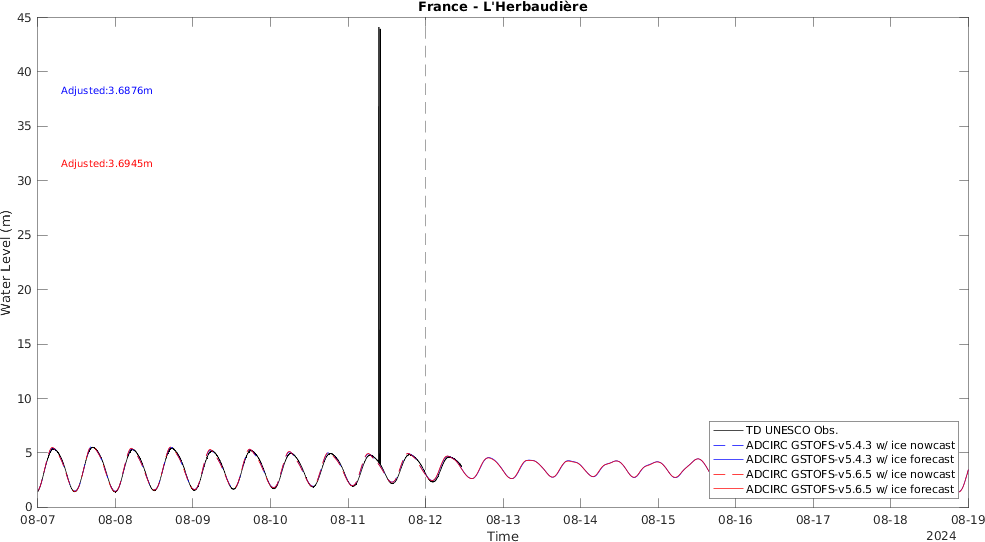 France - L'Herbaudière
45
40
35
30
25
20
15
10
5
0
Water Level (m)
Adjusted:3.6876m
Adjusted:3.6945m
TD UNESCO Obs.
ADCIRC GSTOFS-v5.4.3 w/ ice nowcast
ADCIRC GSTOFS-v5.4.3 w/ ice forecast
ADCIRC GSTOFS-v5.6.5 w/ ice nowcast
ADCIRC GSTOFS-v5.6.5 w/ ice forecast
08-07 08-08 08-09 08-10 08-11 08-12 08-13 08-14 08-15 08-16 08-17 08-18 08-19
Time
2024